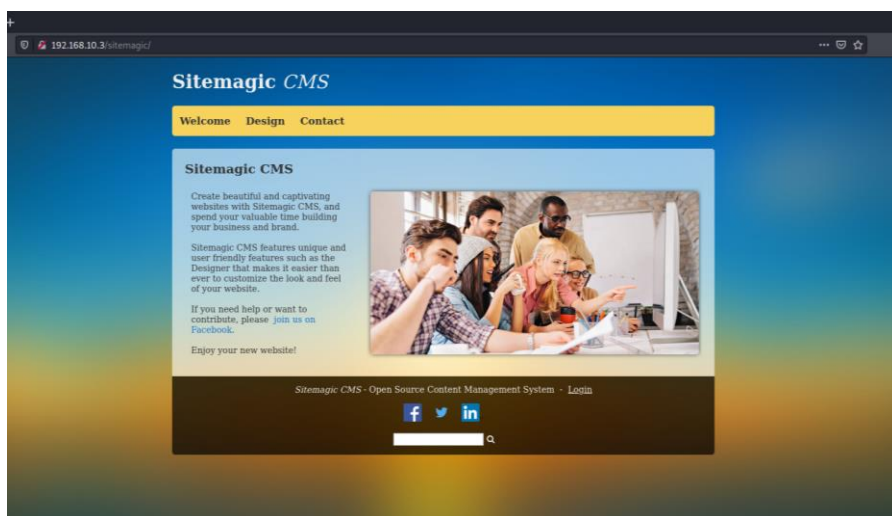 192.168.10.3/sitemagic/
Sitemagic CMS
Welcome Design Contact
Sitemagic CMS
Create beautiful and captivating
websites with Sitemagic CMS, and
spend your valuable time building
your business and brand.
Sitemagic CMS features unique and
user friendly features such as the
Designer that makes it easier than
ever to customize the look and feel
of your website.
If you need help or want to
contribute, please join us on
Facebook.
Enjoy your new website!
Sitemagic CMS - Open Source Content Management System - Login